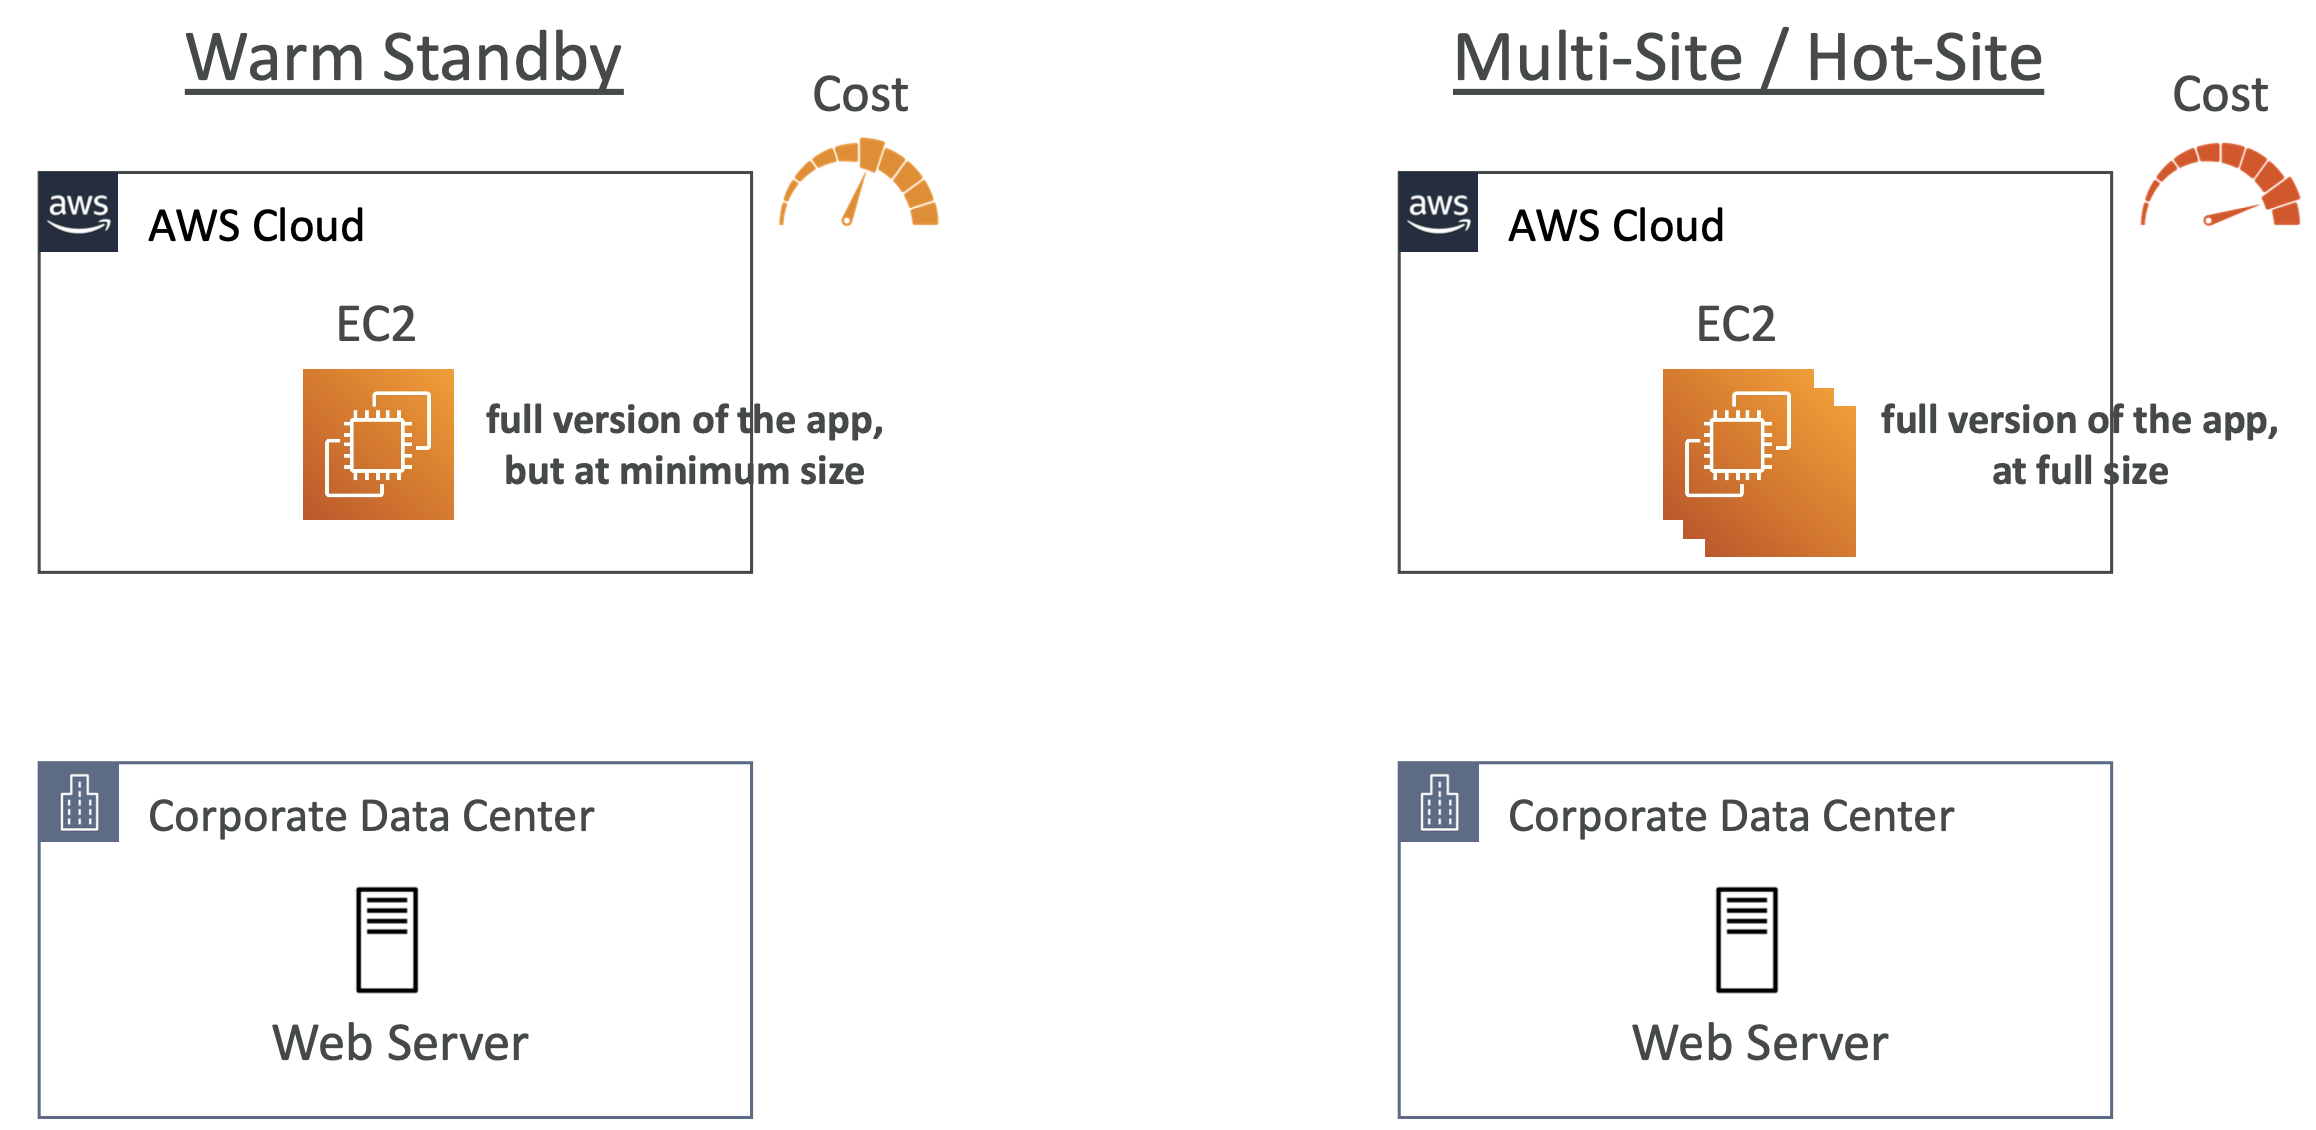 Warm Standby
Cost
aws
AWS Cloud
EC2
full version of the app,
but at minimum size
Corporate Data Center
Web Server
Multi-Site / Hot-Site
Cost
aws
AWS Cloud
EC2
full version of the app,
at full size
Corporate Data Center
Web Server